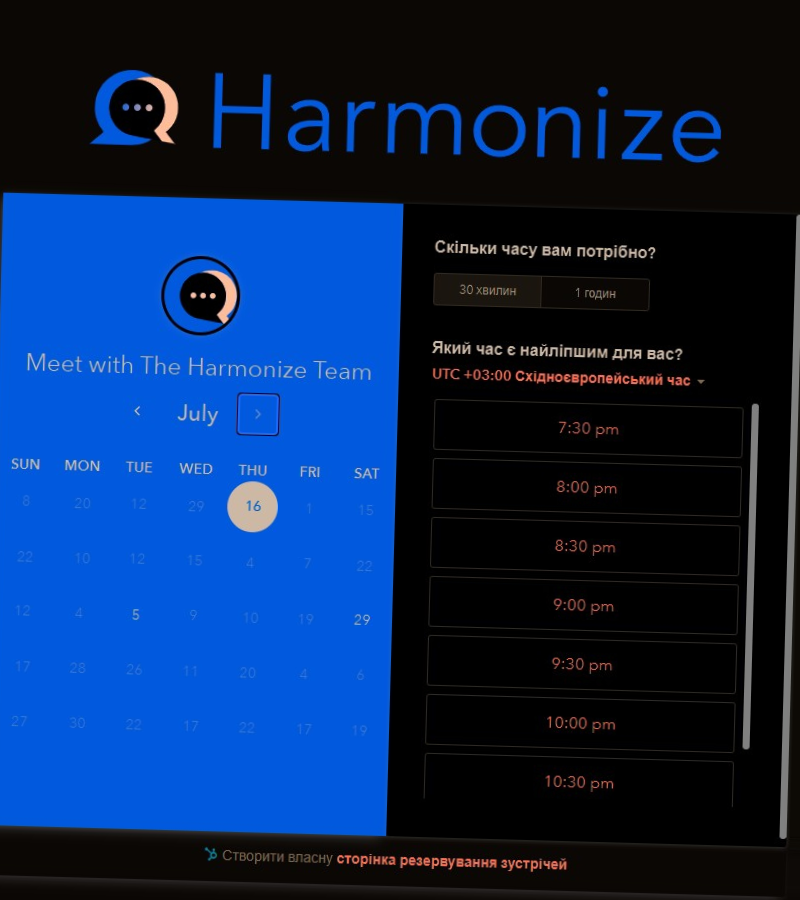 Harmonize
Meet with The Harmonize Team
July
SUN MON TUE WED THU FRI SAT
8 20 12 29 16 1 15
22 10 12 15 4 7 22
12 4 5 9 10 19 29
17 28 26 11 20 4 6
27 30 22 17 22 17 19
Скільки часу вам потрібно?
30 хвилин 1 годин
Який час є найліпшим для вас?
UTC +03:00 Східноєвропейський час
7:30 pm
8:00 pm
8:30 pm
9:00 pm
9:30 pm
10:00 pm
10:30 pm
Створити власну сторінка резервування зустрічей